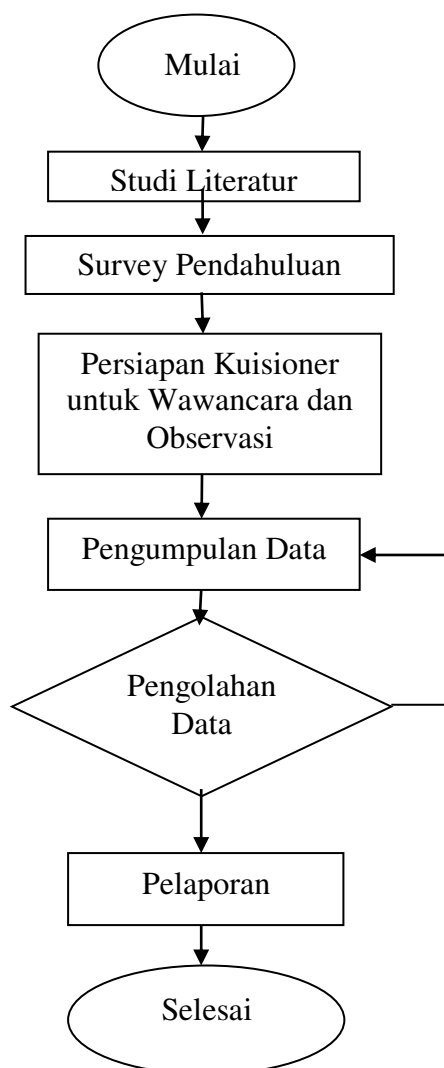 Mulai
Studi Literatur
Survey Pendahuluan
Persiapan Kuisioner
untuk Wawancara dan
Observasi
Pengumpulan Data
Pengolahan
Data
Pelaporan
Selesai